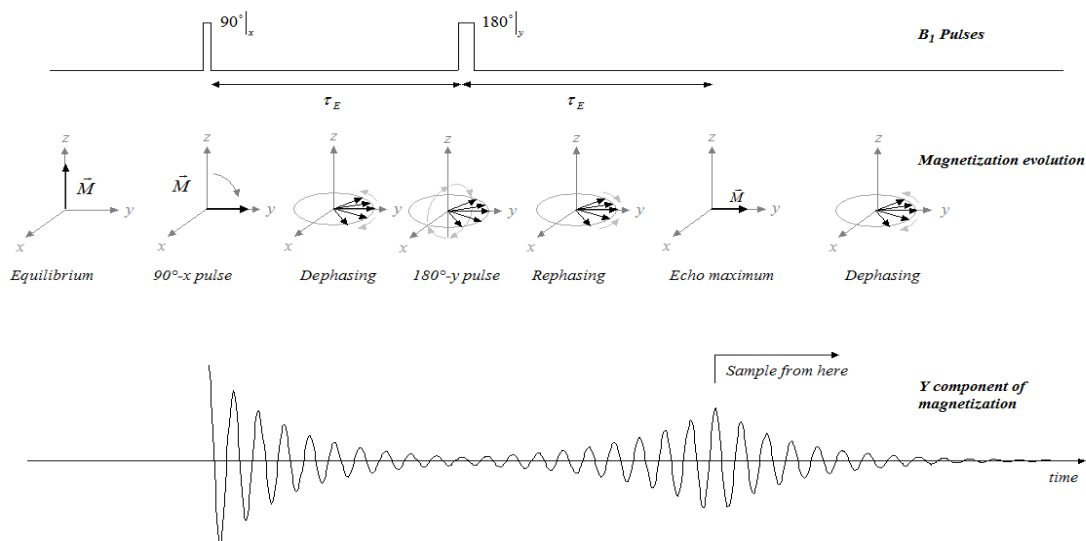 90°|x
180°|y
B1 Pulses
τE
τE
z
M⃗
y
x
z
M⃗
y
x
z
y
x
z
y
x
z
y
x
z
M⃗
y
x
z
y
x
Magnetization evolution
Equilibrium
90°-x pulse
Dephasing
180°-y pulse
Rephasing
Echo maximum
Dephasing
Sample from here
Y component of
magnetization
time